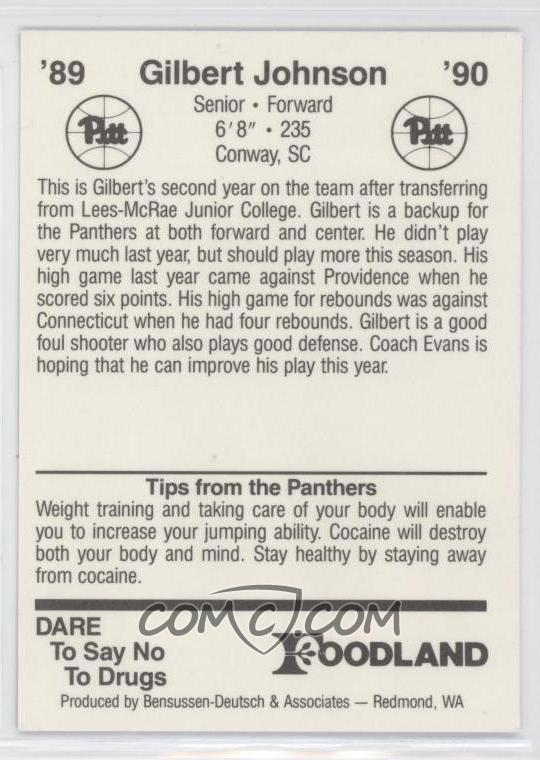 '89 Gilbert Johnson '90
Senior • Forward
Pitt 6'8" • 235 Pitt
Conway, SC
This is Gilbert's second year on the team after transferring
from Lees-McRae Junior College. Gilbert is a backup for
the Panthers at both forward and center. He didn't play
very much last year, but should play more this season. His
high game last year came against Providence when he
scored six points. His high game for rebounds was against
Connecticut when he had four rebounds. Gilbert is a good
foul shooter who also plays good defense. Coach Evans is
hoping that he can improve his play this year.
Tips from the Panthers
Weight training and taking care of your body will enable
you to increase your jumping ability. Cocaine will destroy
both your body and mind. Stay healthy by staying away
from cocaine.
COMC.COM
DARE
To Say No
To Drugs
FOODLAND
Produced by Bensussen-Deutsch & Associates — Redmond, WA